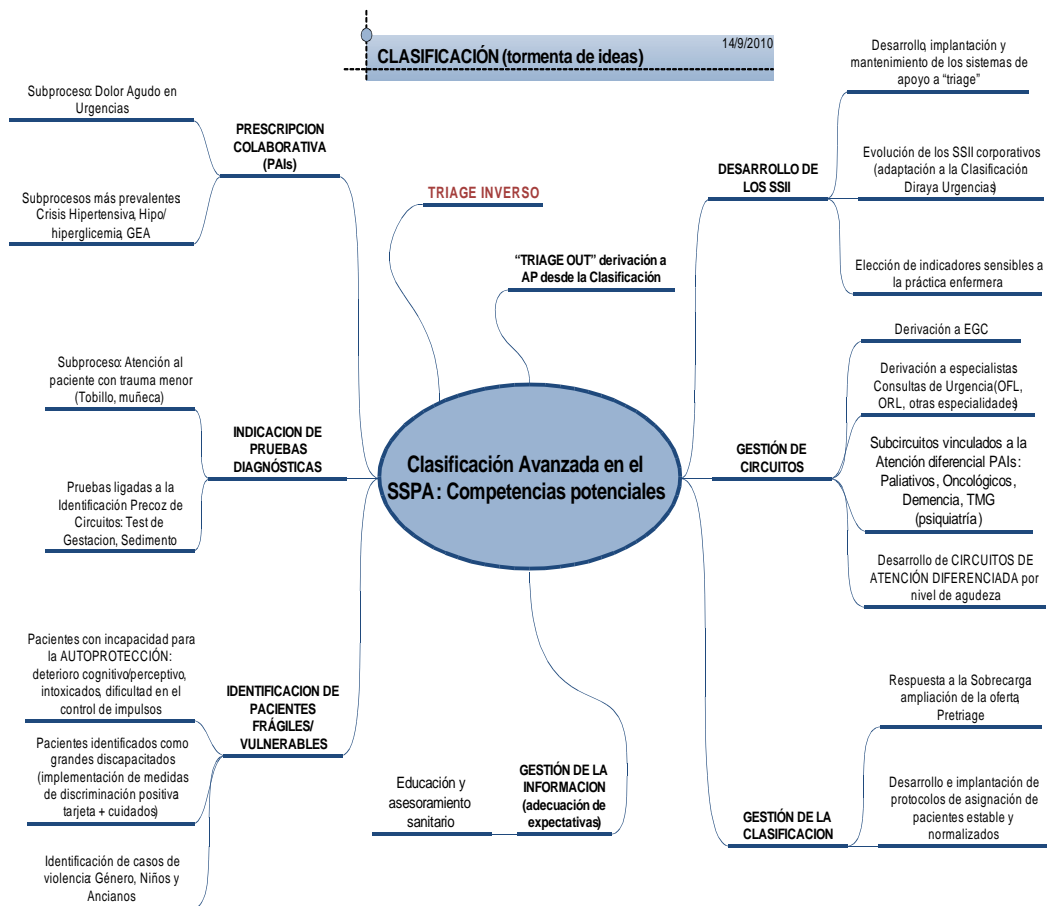 CLASIFICACIÓN (tormenta de ideas)
14/9/2010
Subproceso: Dolor Agudo en
Urgencias
PRESCRIPCION
COLABORATIVA
(PAIs)
Subprocesos más prevalentes
Crisis Hipertensiva, Hipo/
hiperglicemia, GEA
TRIAGE INVERSO
"TRIAGE OUT" derivación a
AP desde la Clasificación
Desarrollo, implantación y
mantenimiento de los sistemas de
apoyo a "triage"
DESARROLLO DE
LOS SSII
Evolución de los SSII corporativos
(adaptación a la Clasificación
Diraya Urgencias)
Elección de indicadores sensibles a
la práctica enfermera
Subproceso: Atención al
paciente con trauma menor
(Tobillo, muñeca)
INDICACION DE
PRUEBAS
DIAGNÓSTICAS
Pruebas ligadas a la
Identificación Precoz de
Circuitos: Test de
Gestacion, Sedimento
Clasificación Avanzada en el
SSPA: Competencias potenciales
Derivación a EGC
Derivación a especialistas
Consultas de Urgencia(OFL,
ORL, otras especialidades)
GESTIÓN DE
CIRCUITOS
Subcircuitos vinculados a la
Atención diferencial PAIs:
Paliativos, Oncológicos,
Demencia, TMG
(psiquiatría)
Desarrollo de CIRCUITOS DE
ATENCIÓN DIFERENCIADA por
nivel de agudeza
Pacientes con incapacidad para
la AUTOPROTECCIÓN:
deterioro cognitivo/perceptivo,
intoxicados, dificultad en el
control de impulsos
IDENTIFICACION DE
PACIENTES
FRÁGILES/
VULNERABLES
Pacientes identificados como
grandes discapacitados
(implementación de medidas
de discriminación positiva
tarjeta + cuidados)
Identificación de casos de
violencia: Género, Niños y
Ancianos
Educación y
asesoramiento
sanitario
GESTIÓN DE LA
INFORMACION
(adecuación de
expectativas)
Respuesta a la Sobrecarga
ampliación de la oferta,
Pretriage
GESTIÓN DE LA
CLASIFICACION
Desarrollo e implantación de
protocolos de asignación de
pacientes estable y
normalizados